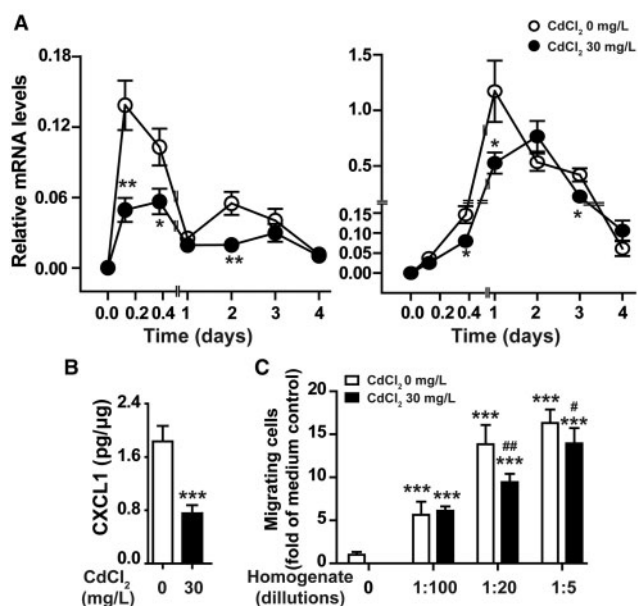 A
CdCl₂ 0 mg/L
CdCl₂ 30 mg/L
Relative mRNA levels
0.18
0.12
0.06
0.00
**
*
**
0.0 0.2 0.4 1 2 3 4
Time (days)
1.5
1.0
0.5
0.15
0.10
0.05
0.00
*
*
*
0.0 0.2 0.4 1 2 3 4
Time (days)
B
CXCL1 (pg/µg)
2.4
1.6
0.8
0.0
***
CdCl₂
(mg/L)
0 30
C
CdCl₂ 0 mg/L
CdCl₂ 30 mg/L
Migrating cells
(fold of medium control)
20
15
10
5
0
*** ***
*** ##
***
*** #
***
Homogenate
(dillutions)
0 1:100 1:20 1:5